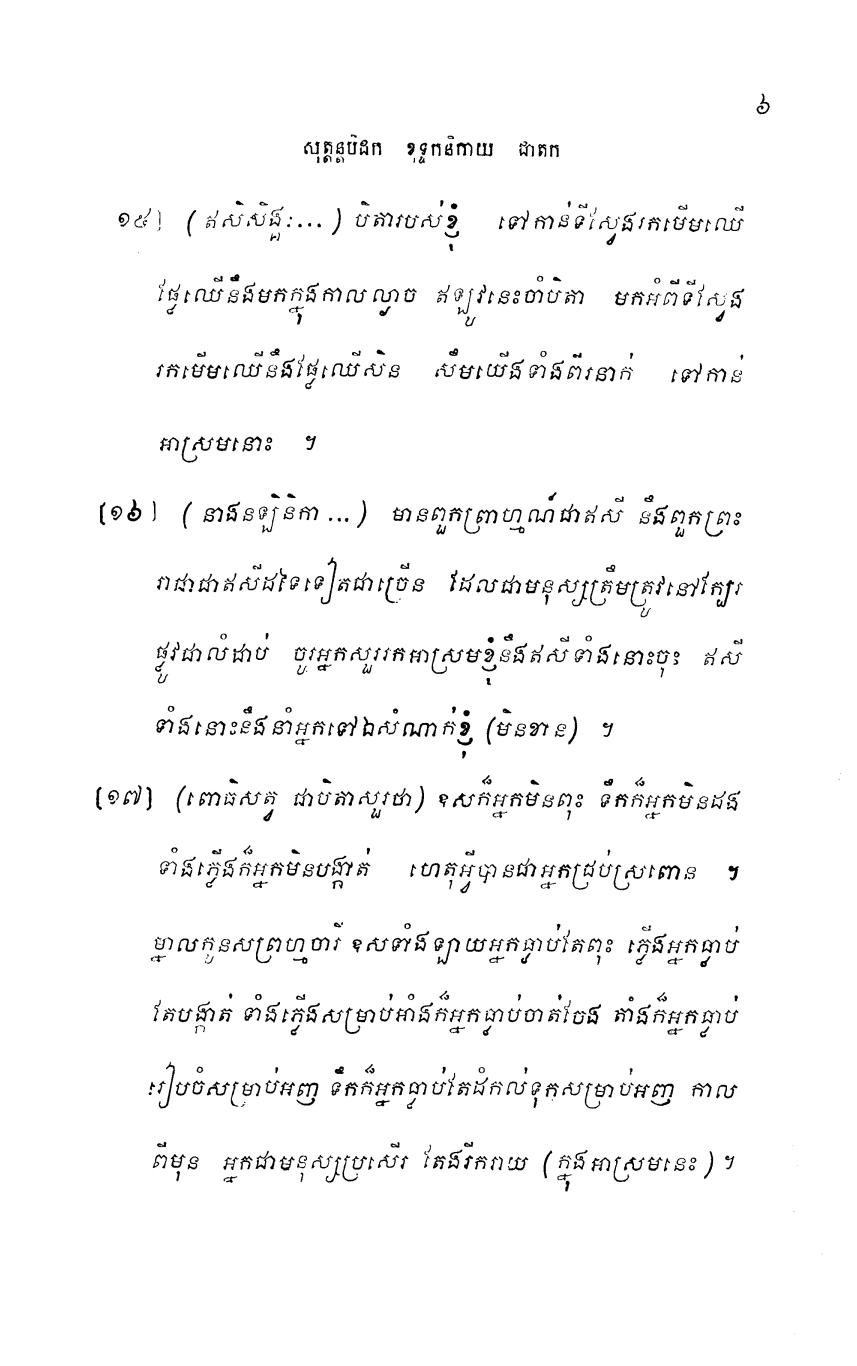 ៦
សុត្តន្តបិដក ខុទ្ទកនិកាយ ជាតក
១៥] (ឥសិសិង្គ:...) បិតារបស់ខ្ញុំ ទៅកាន់ទីស្វែងរកមើមឈើ
ផ្លែឈើនឹងមកក្នុងកាលល្ងាច ឥឡូវនេះចាំបិតា មកអំពីទីស្វែង
រកមើមឈើនឹងផ្លែឈើសិន សឹមយើងទាំងពីរនាក់ ទៅកាន់
អាស្រមនោះ ។
[១៦] (នាងនឡិនិកា ...) មានពួកព្រាហ្មណ៍ជាឥសី នឹងពួកព្រះ
រាជាជាឥសីដទៃទៀតជាច្រើន ដែលជាមនុស្សត្រឹមត្រូវនៅក្បែរ
ផ្លូវជាលំដាប់ ចូរអ្នកសួររកអាស្រមខ្ញុំនឹងឥសីទាំងនោះចុះ ឥសី
ទាំងនោះនឹងនាំអ្នកទៅឯសំណាក់ខ្ញុំ (មិនខាន) ។
[១៧] (ពោធិសត្វ ជាបិតាសួរថា) ឧសក៏អ្នកមិនពុះ ទឹកក៏អ្នកមិនដង
ទាំងភ្លើងក៏អ្នកមិនបង្កាត់ ហេតុអ្វីបានជាអ្នកជ្រប់ស្រពោន ។
ម្នាលកូនសព្រហ្មចារី ឧសទាំងឡាយអ្នកធ្លាប់តែពុះ ភ្លើងអ្នកធ្លាប់
តែបង្កាត់ ទាំងភ្លើងសម្រាប់អាំងក៏អ្នកធ្លាប់ចាត់ចែង តាំងក៏អ្នកធ្លាប់
រៀបចំសម្រាប់អញ ទឹកក៏អ្នកធ្លាប់តែដំកល់ទុកសម្រាប់អញ កាល
ពីមុន អ្នកជាមនុស្សប្រសើរ តែងរីករាយ (ក្នុងអាស្រមនេះ) ។